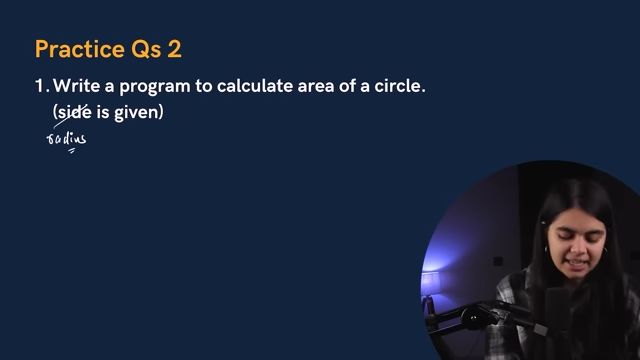 Practice Qs 2
1. Write a program to calculate area of a circle.
(side is given)
radius